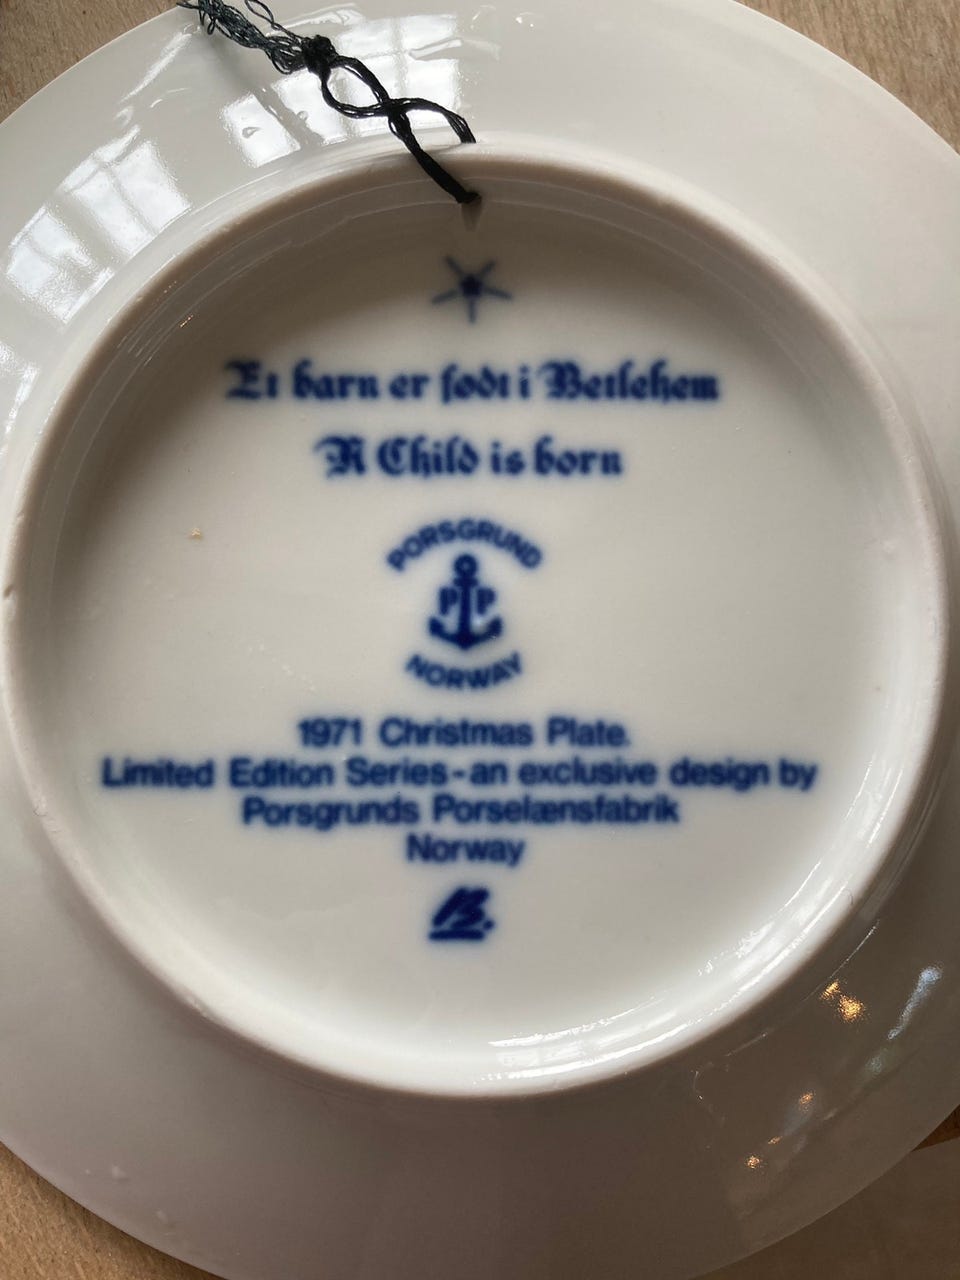 Et barn er født i Betlehem
A Child is born
PORSGRUND
PP
NORWAY
1971 Christmas Plate.
Limited Edition Series - an exclusive design by
Porsgrunds Porselænsfabrik
Norway
B.